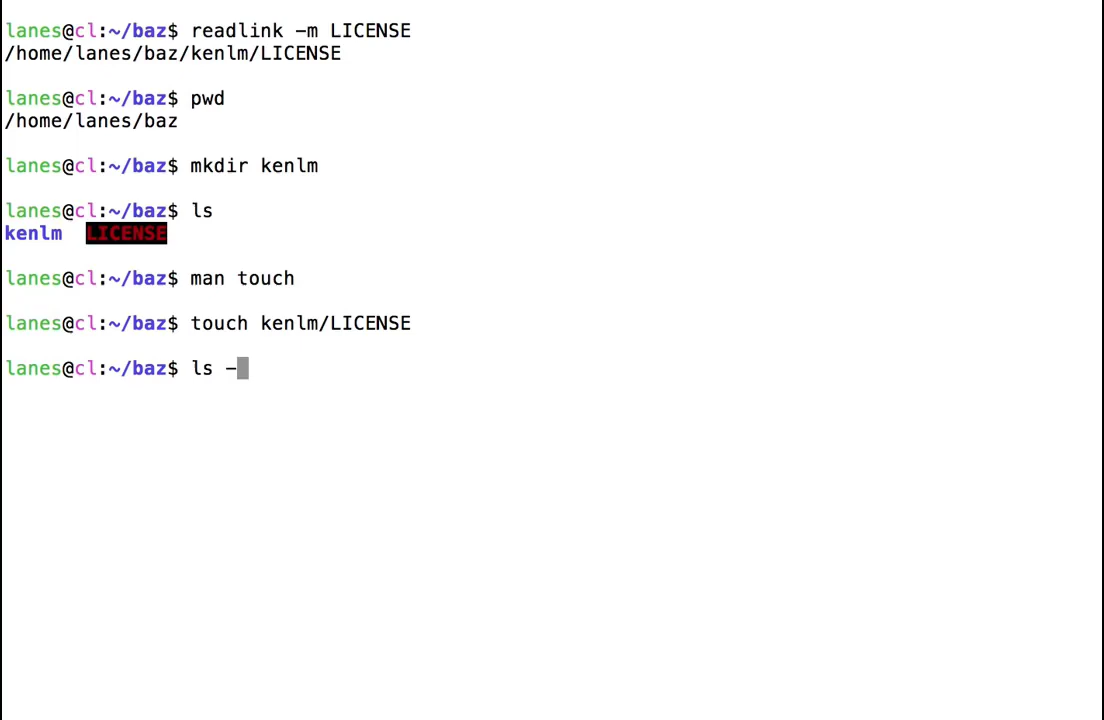 lanes@cl:~/baz$ readlink -m LICENSE
/home/lanes/baz/kenlm/LICENSE
lanes@cl:~/baz$ pwd
/home/lanes/baz
lanes@cl:~/baz$ mkdir kenlm
lanes@cl:~/baz$ ls
kenlm  LICENSE
lanes@cl:~/baz$ man touch
lanes@cl:~/baz$ touch kenlm/LICENSE
lanes@cl:~/baz$ ls -